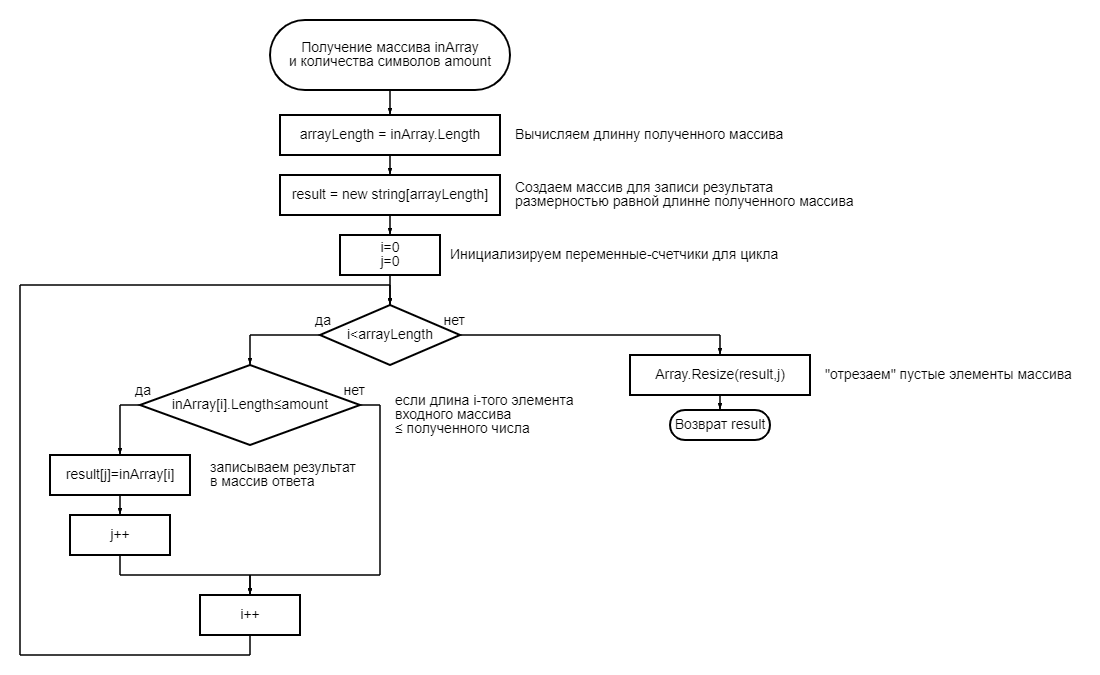 Получение массива inArray
и количества символов amount
arrayLength = inArray.Length
Вычисляем длинну полученного массива
result = new string[arrayLength]
Создаем массив для записи результата
размерностью равной длинне полученного массива
i=0
j=0
Инициализируем переменные-счетчики для цикла
да
нет
i<arrayLength
Array.Resize(result,j)
"отрезаем" пустые элементы массива
Возврат result
да
нет
inArray[i].Length≤amount
если длина i-того элемента
входного массива
≤ полученного числа
result[j]=inArray[i]
записываем результат
в массив ответа
j++
i++